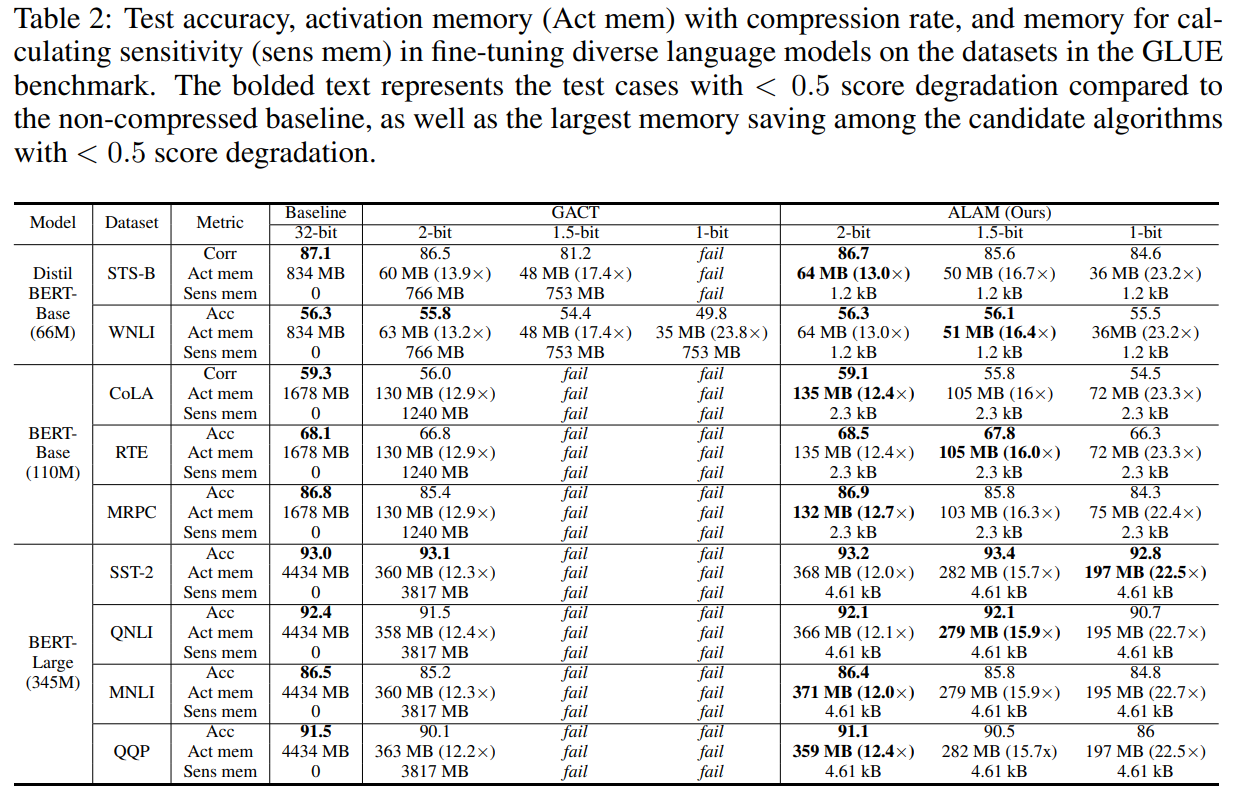 Table 2: Test accuracy, activation memory (Act mem) with compression rate, and memory for cal-
culating sensitivity (sens mem) in fine-tuning diverse language models on the datasets in the GLUE
benchmark. The bolded text represents the test cases with < 0.5 score degradation compared to
the non-compressed baseline, as well as the largest memory saving among the candidate algorithms
with < 0.5 score degradation.
Model Dataset Metric Baseline GACT ALAM (Ours)
32-bit 2-bit 1.5-bit 1-bit 2-bit 1.5-bit 1-bit
Distil BERT-Base (66M)
STS-B
Corr 87.1 86.5 81.2 fail 86.7 85.6 84.6
Act mem 834 MB 60 MB (13.9×) 48 MB (17.4×) fail 64 MB (13.0×) 50 MB (16.7×) 36 MB (23.2×)
Sens mem 0 766 MB 753 MB fail 1.2 kB 1.2 kB 1.2 kB
WNLI
Acc 56.3 55.8 54.4 49.8 56.3 56.1 55.5
Act mem 834 MB 63 MB (13.2×) 48 MB (17.4×) 35 MB (23.8×) 64 MB (13.0×) 51 MB (16.4×) 36MB (23.2×)
Sens mem 0 766 MB 753 MB 753 MB 1.2 kB 1.2 kB 1.2 kB
BERT-Base (110M)
CoLA
Corr 59.3 56.0 fail fail 59.1 55.8 54.5
Act mem 1678 MB 130 MB (12.9×) fail fail 135 MB (12.4×) 105 MB (16×) 72 MB (23.3×)
Sens mem 0 1240 MB fail fail 2.3 kB 2.3 kB 2.3 kB
RTE
Acc 68.1 66.8 fail fail 68.5 67.8 66.3
Act mem 1678 MB 130 MB (12.9×) fail fail 135 MB (12.4×) 105 MB (16.0×) 72 MB (23.3×)
Sens mem 0 1240 MB fail fail 2.3 kB 2.3 kB 2.3 kB
MRPC
Acc 86.8 85.4 fail fail 86.9 85.8 84.3
Act mem 1678 MB 130 MB (12.9×) fail fail 132 MB (12.7×) 103 MB (16.3×) 75 MB (22.4×)
Sens mem 0 1240 MB fail fail 2.3 kB 2.3 kB 2.3 kB
BERT-Large (345M)
SST-2
Acc 93.0 93.1 fail fail 93.2 93.4 92.8
Act mem 4434 MB 360 MB (12.3×) fail fail 368 MB (12.0×) 282 MB (15.7×) 197 MB (22.5×)
Sens mem 0 3817 MB fail fail 4.61 kB 4.61 kB 4.61 kB
QNLI
Acc 92.4 91.5 fail fail 92.1 92.1 90.7
Act mem 4434 MB 358 MB (12.4×) fail fail 366 MB (12.1×) 279 MB (15.9×) 195 MB (22.7×)
Sens mem 0 3817 MB fail fail 4.61 kB 4.61 kB 4.61 kB
MNLI
Acc 86.5 85.2 fail fail 86.4 85.8 84.8
Act mem 4434 MB 360 MB (12.3×) fail fail 371 MB (12.0×) 279 MB (15.9×) 195 MB (22.7×)
Sens mem 0 3817 MB fail fail 4.61 kB 4.61 kB 4.61 kB
QQP
Acc 91.5 90.1 fail fail 91.1 90.5 86
Act mem 4434 MB 363 MB (12.2×) fail fail 359 MB (12.4×) 282 MB (15.7x) 197 MB (22.5×)
Sens mem 0 3817 MB fail fail 4.61 kB 4.61 kB 4.61 kB